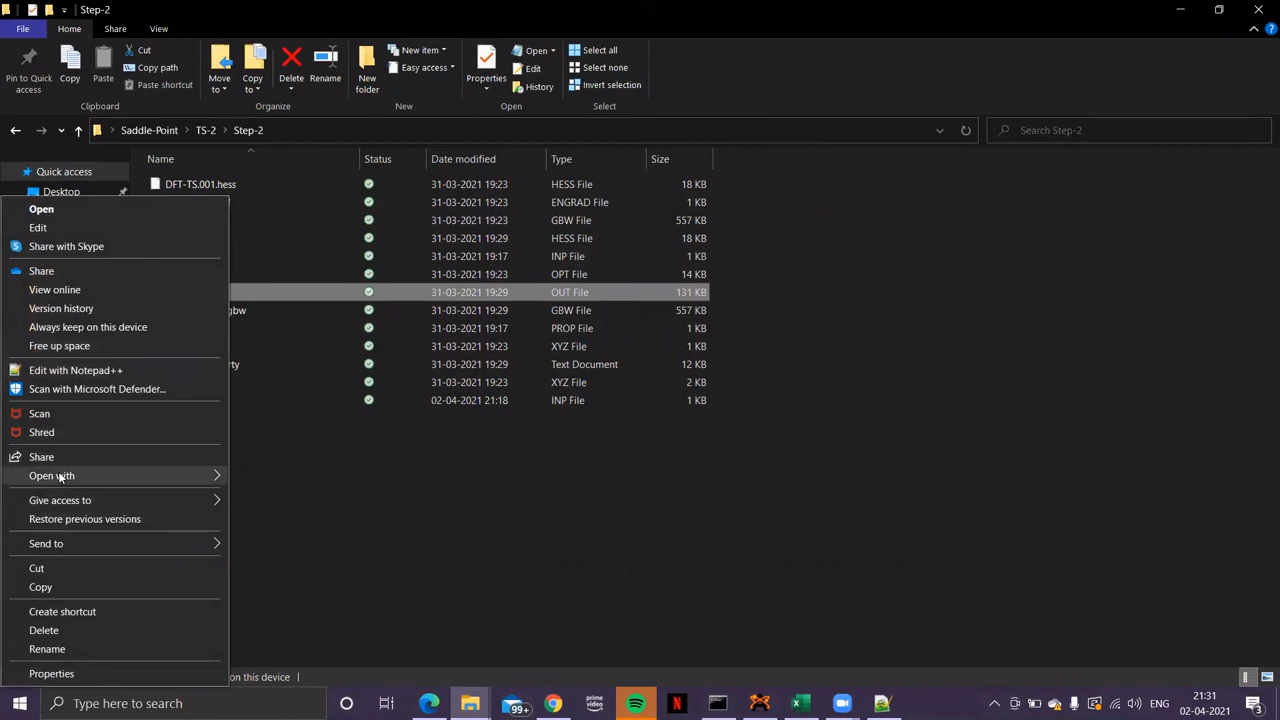 Step-2
File
Home
Share
View
Pin to Quick access
Copy
Paste
Cut
Copy path
Paste shortcut
Clipboard
Move to
Copy to
Delete
Rename
Organize
New folder
New item
Easy access
New
Properties
Open
Edit
History
Open
Select all
Select none
Invert selection
Select
Saddle-Point > TS-2 > Step-2
Search Step-2
Quick access
Desktop
Name Status Date modified Type Size
DFT-TS.001.hess 31-03-2021 19:23 HESS File 18 KB
31-03-2021 19:23 ENGRAD File 1 KB
31-03-2021 19:23 GBW File 557 KB
31-03-2021 19:29 HESS File 18 KB
31-03-2021 19:17 INP File 1 KB
31-03-2021 19:23 OPT File 14 KB
31-03-2021 19:29 OUT File 131 KB
gbw 31-03-2021 19:29 GBW File 557 KB
31-03-2021 19:17 PROP File 1 KB
31-03-2021 19:23 XYZ File 1 KB
rty 31-03-2021 19:29 Text Document 12 KB
31-03-2021 19:23 XYZ File 2 KB
02-04-2021 21:18 INP File 1 KB
Open
Edit
Share with Skype
Share
View online
Version history
Always keep on this device
Free up space
Edit with Notepad++
Scan with Microsoft Defender...
Scan
Shred
Share
Open with
Give access to
Restore previous versions
Send to
Cut
Copy
Create shortcut
Delete
Rename
Properties
on this device
Type here to search
99+
prime video
N
ENG
21:31
02-04-2021
3